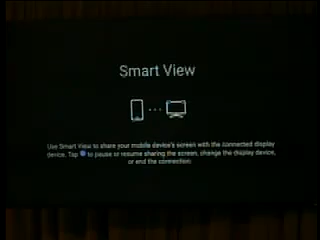 Smart View
Use Smart View to share your mobile device's screen with the connected display
device. Tap to pause or resume sharing the screen, change the display device,
or end the connection.